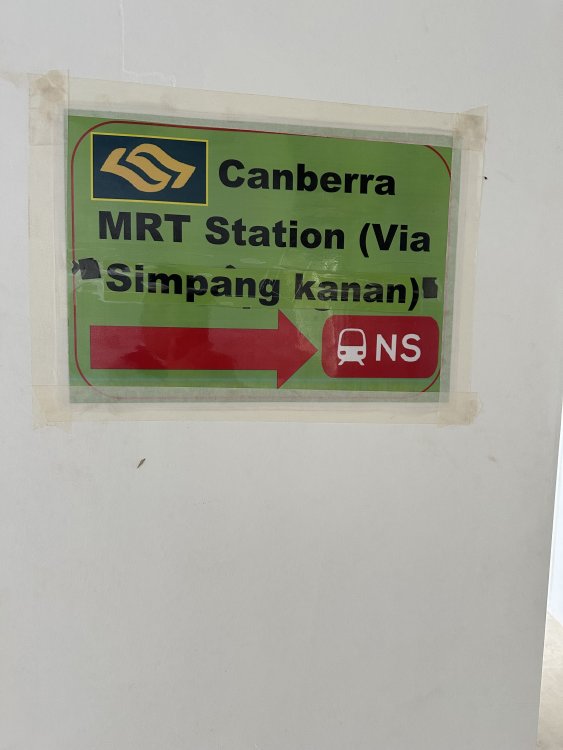 Canberra
MRT Station (Via
Simpang kanan)
NS